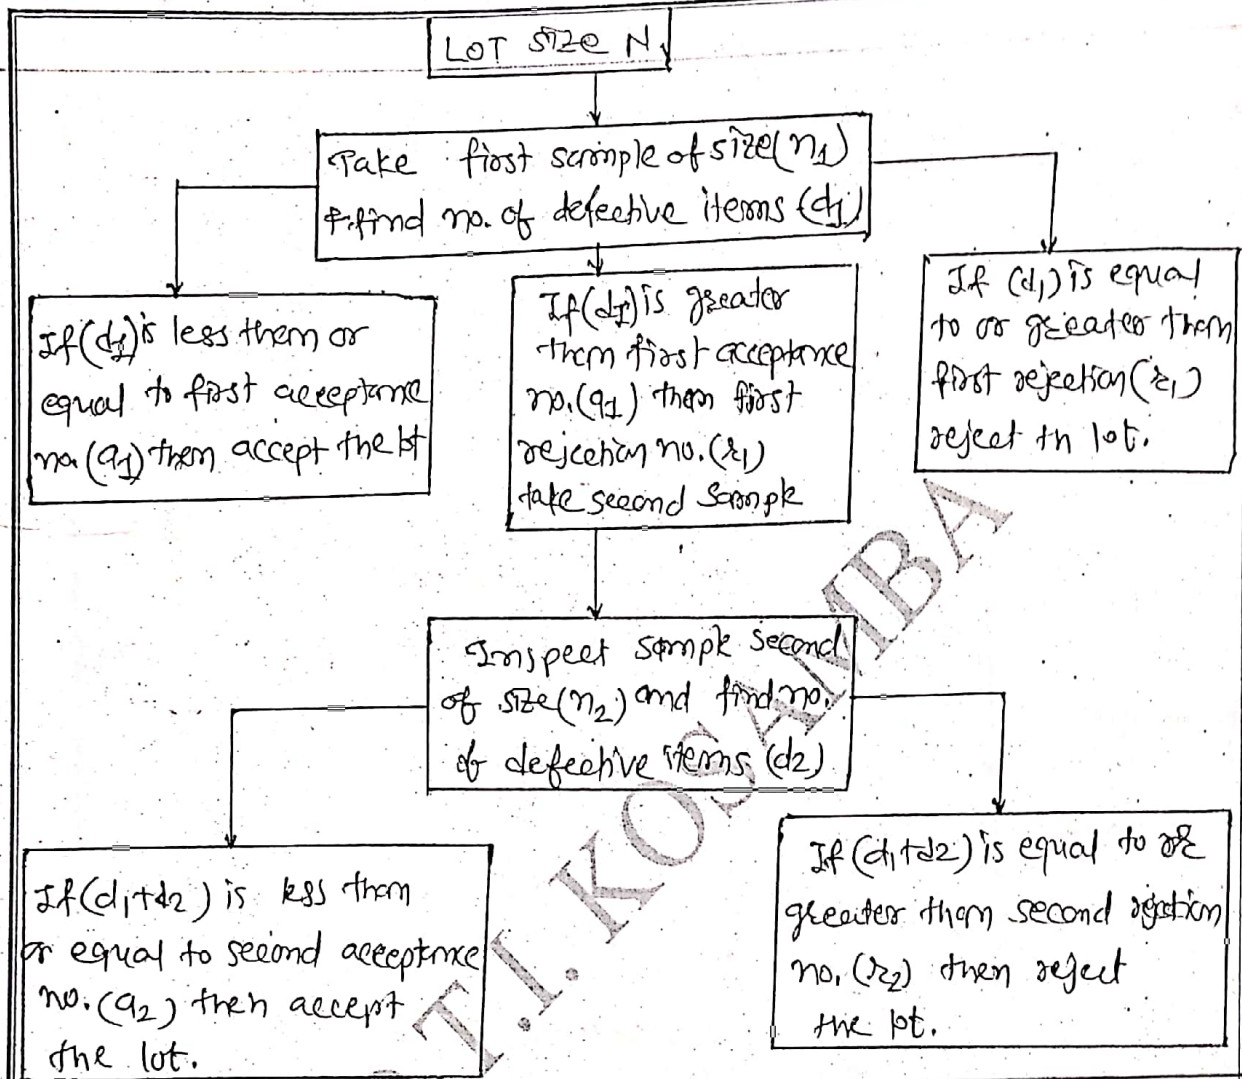 LOT SIZE N.
Take first sample of size (n1)
& find no. of defective items (d1)
If (d1) is less them or
equal to first acceptance
no. (a1) then accept the lot
If (d1) is greater
than first acceptance
no. (a1) then first
rejection no. (r1)
take second sample
If (d1) is equal
to or greater than
first rejection (r1)
reject th lot.
Inspect sample second
of size (n2) and find no.
of defective items (d2)
If (d1+d2) is less than
or equal to second acceptance
no. (a2) then accept
the lot.
If (d1+d2) is equal to or
greater than second rejection
no. (r2) then reject
the lot.
T.I. KOSAMBA